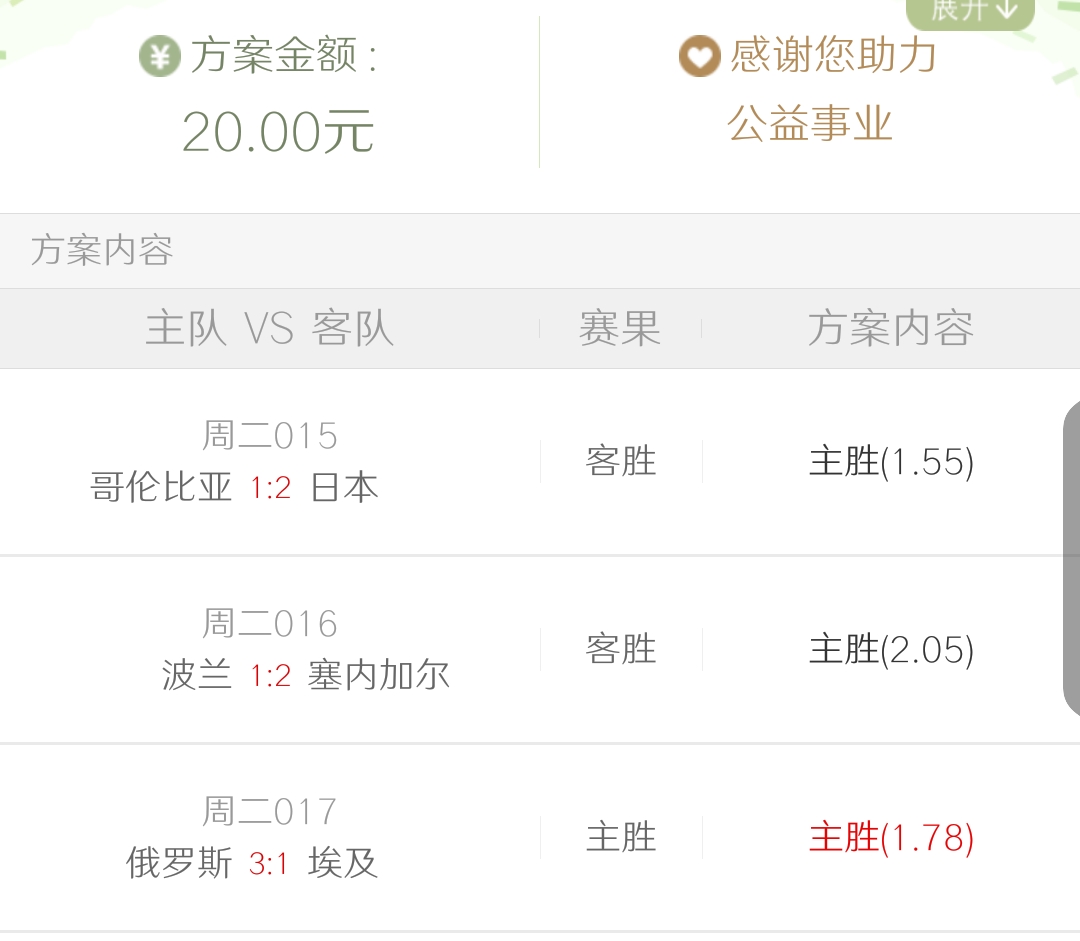 展开↓
¥ 方案金额:
20.00元
感谢您助力
公益事业
方案内容
主队 VS 客队 赛果 方案内容
周二015
哥伦比亚 1:2 日本 客胜 主胜(1.55)
周二016
波兰 1:2 塞内加尔 客胜 主胜(2.05)
周二017
俄罗斯 3:1 埃及 主胜 主胜(1.78)